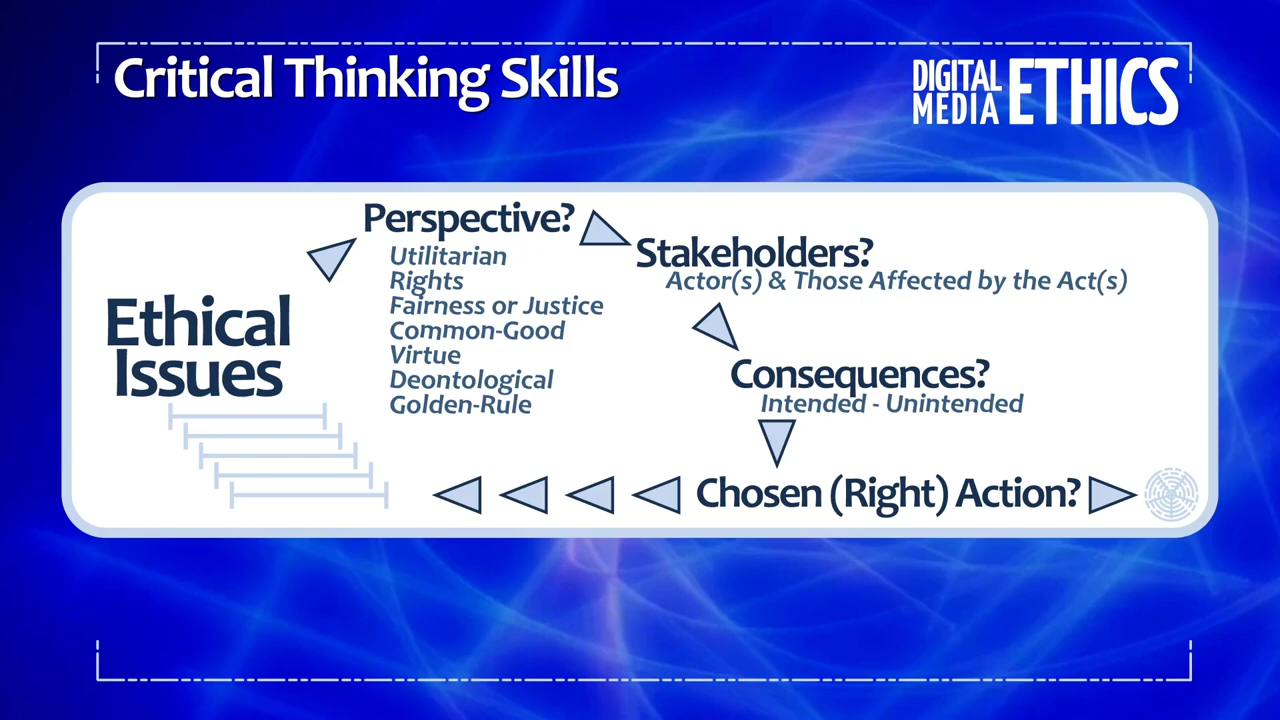 Critical Thinking Skills
DIGITAL
MEDIA
ETHICS
Perspective?
Utilitarian
Rights
Fairness or Justice
Common-Good
Virtue
Deontological
Golden-Rule
Stakeholders?
Actor(s) & Those Affected by the Act(s)
Ethical
Issues
Consequences?
Intended - Unintended
Chosen (Right) Action?